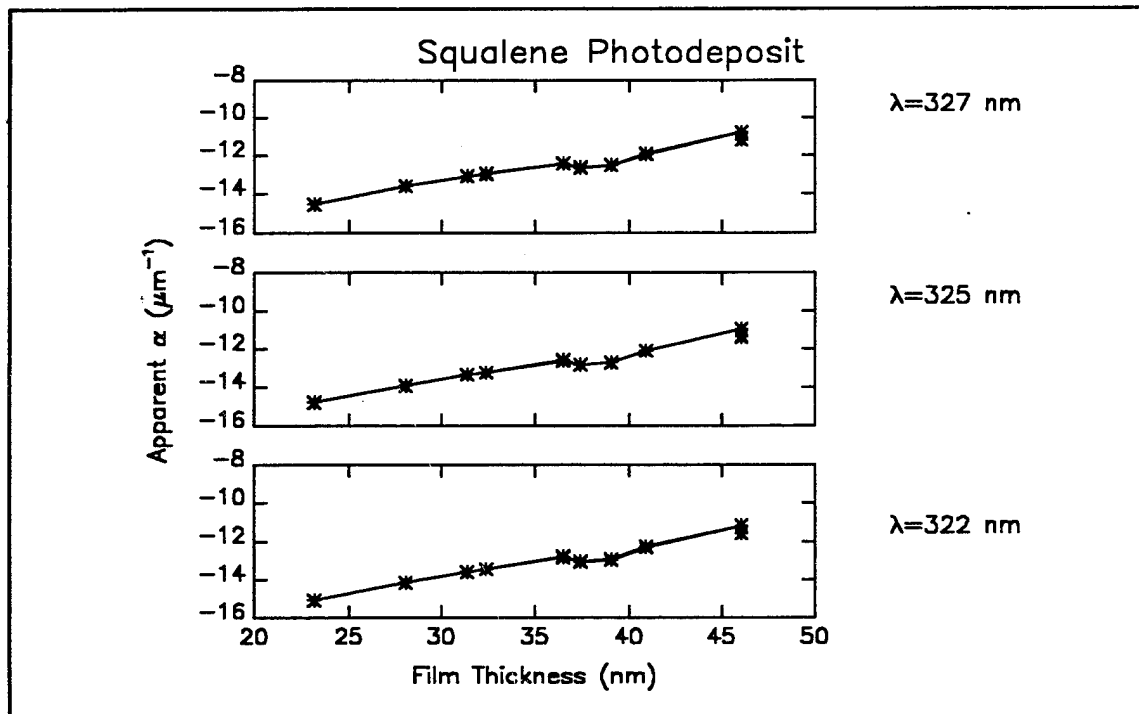 Squalene Photodeposit
-8
-10
-12
-14
-16
λ=327 nm
-8
-10
-12
-14
-16
λ=325 nm
-8
-10
-12
-14
-16
λ=322 nm
Apparent α (μm⁻¹)
20 25 30 35 40 45 50
Film Thickness (nm)